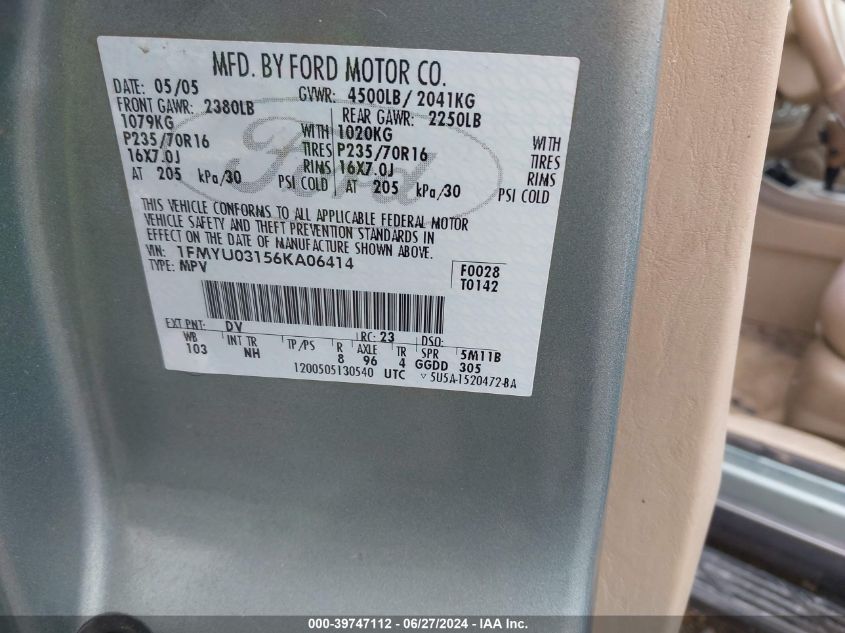 MFD. BY FORD MOTOR CO.
DATE: 05/05 GVWR: 4500LB/ 2041KG
FRONT GAWR: 2380LB REAR GAWR: 2250LB
1079KG WITH 1020KG WITH
P235/70R16 TIRES P235/70R16 TIRES
16X7.0J RIMS 16X7.0J RIMS
AT 205 kPa/30 PSI COLD AT 205 kPa/30 PSI COLD
Ford
THIS VEHICLE CONFORMS TO ALL APPLICABLE FEDERAL MOTOR
VEHICLE SAFETY AND THEFT PREVENTION STANDARDS IN
EFFECT ON THE DATE OF MANUFACTURE SHOWN ABOVE.
VIN: 1FMYU03156KA06414
TYPE: MPV
F0028
T0142
EXT PNT: DV RC: 23 DSO:
WB INT TR TP/PS R AXLE TR SPR 5M11B
103 NH 8 96 4 GGDD 305
1200505130540 UTC ▿ 5U5A-1520472-BA
000-39747112 - 06/27/2024 - IAA Inc.